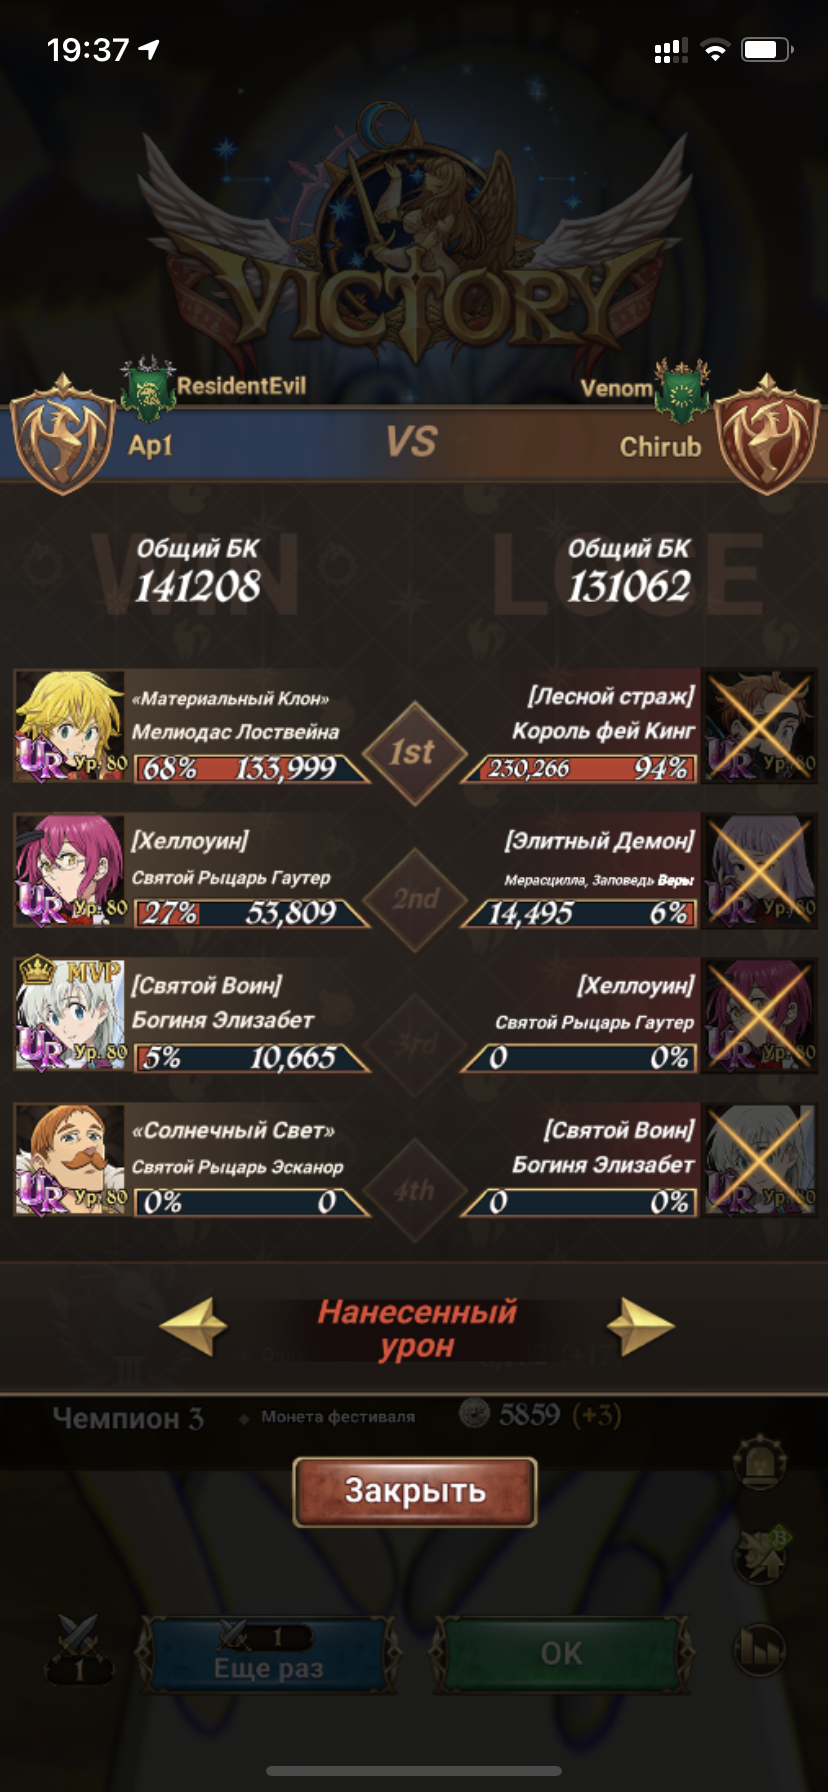 19:37
VICTORY
ResidentEvil
Venom
Ap1
VS
Chirub
WIN
LOSE
Общий БК
141208
Общий БК
131062
«Материальный Клон»
Мелиодас Лоствейна
UR Ур. 80
68% 133,999
1st
[Лесной страж]
Король фей Кинг
230,266 94%
UR Ур. 80
[Хеллоуин]
Святой Рыцарь Гаутер
UR Ур. 80
27% 53,809
2nd
[Элитный Демон]
Мерасцилла, Заповедь Веры
14,495 6%
UR Ур. 80
MVP
[Святой Воин]
Богиня Элизабет
UR Ур. 80
5% 10,665
3rd
[Хеллоуин]
Святой Рыцарь Гаутер
0 0%
UR Ур. 80
«Солнечный Свет»
Святой Рыцарь Эсканор
UR Ур. 80
0% 0
4th
[Святой Воин]
Богиня Элизабет
0 0%
UR Ур. 80
Нанесенный
урон
Чемпион 3
Монета фестиваля
5859 (+3)
Закрыть
1
1
Еще раз
OK